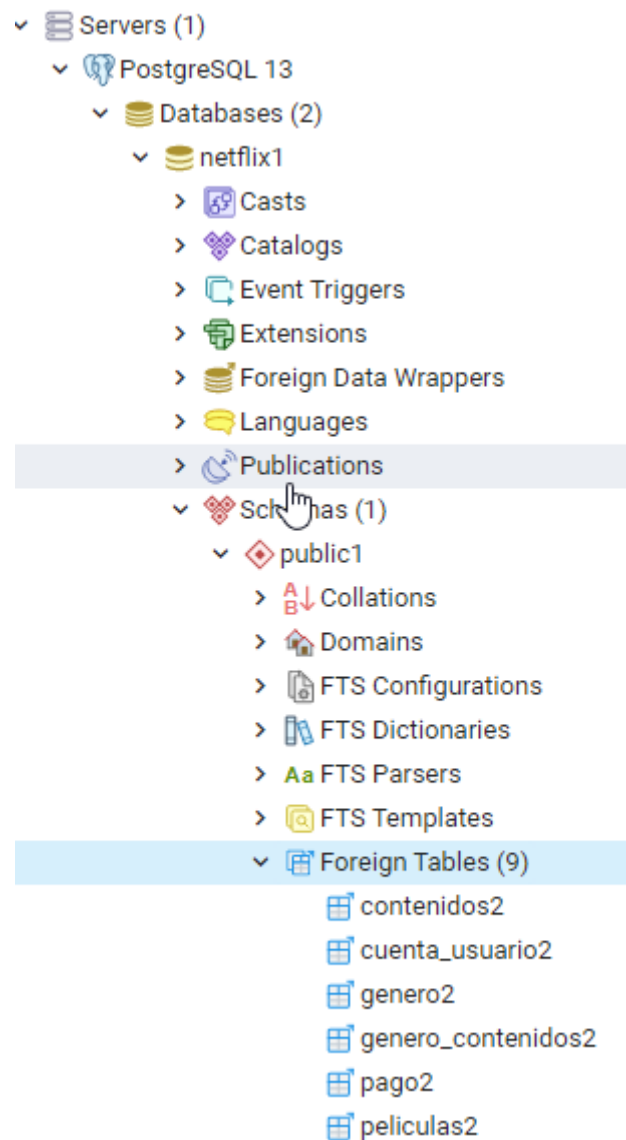 Servers (1)
PostgreSQL 13
Databases (2)
netflix1
Casts
Catalogs
Event Triggers
Extensions
Foreign Data Wrappers
Languages
Publications
Schemas (1)
public1
Collations
Domains
FTS Configurations
FTS Dictionaries
Aa FTS Parsers
FTS Templates
Foreign Tables (9)
contenidos2
cuenta_usuario2
genero2
genero_contenidos2
pago2
peliculas2